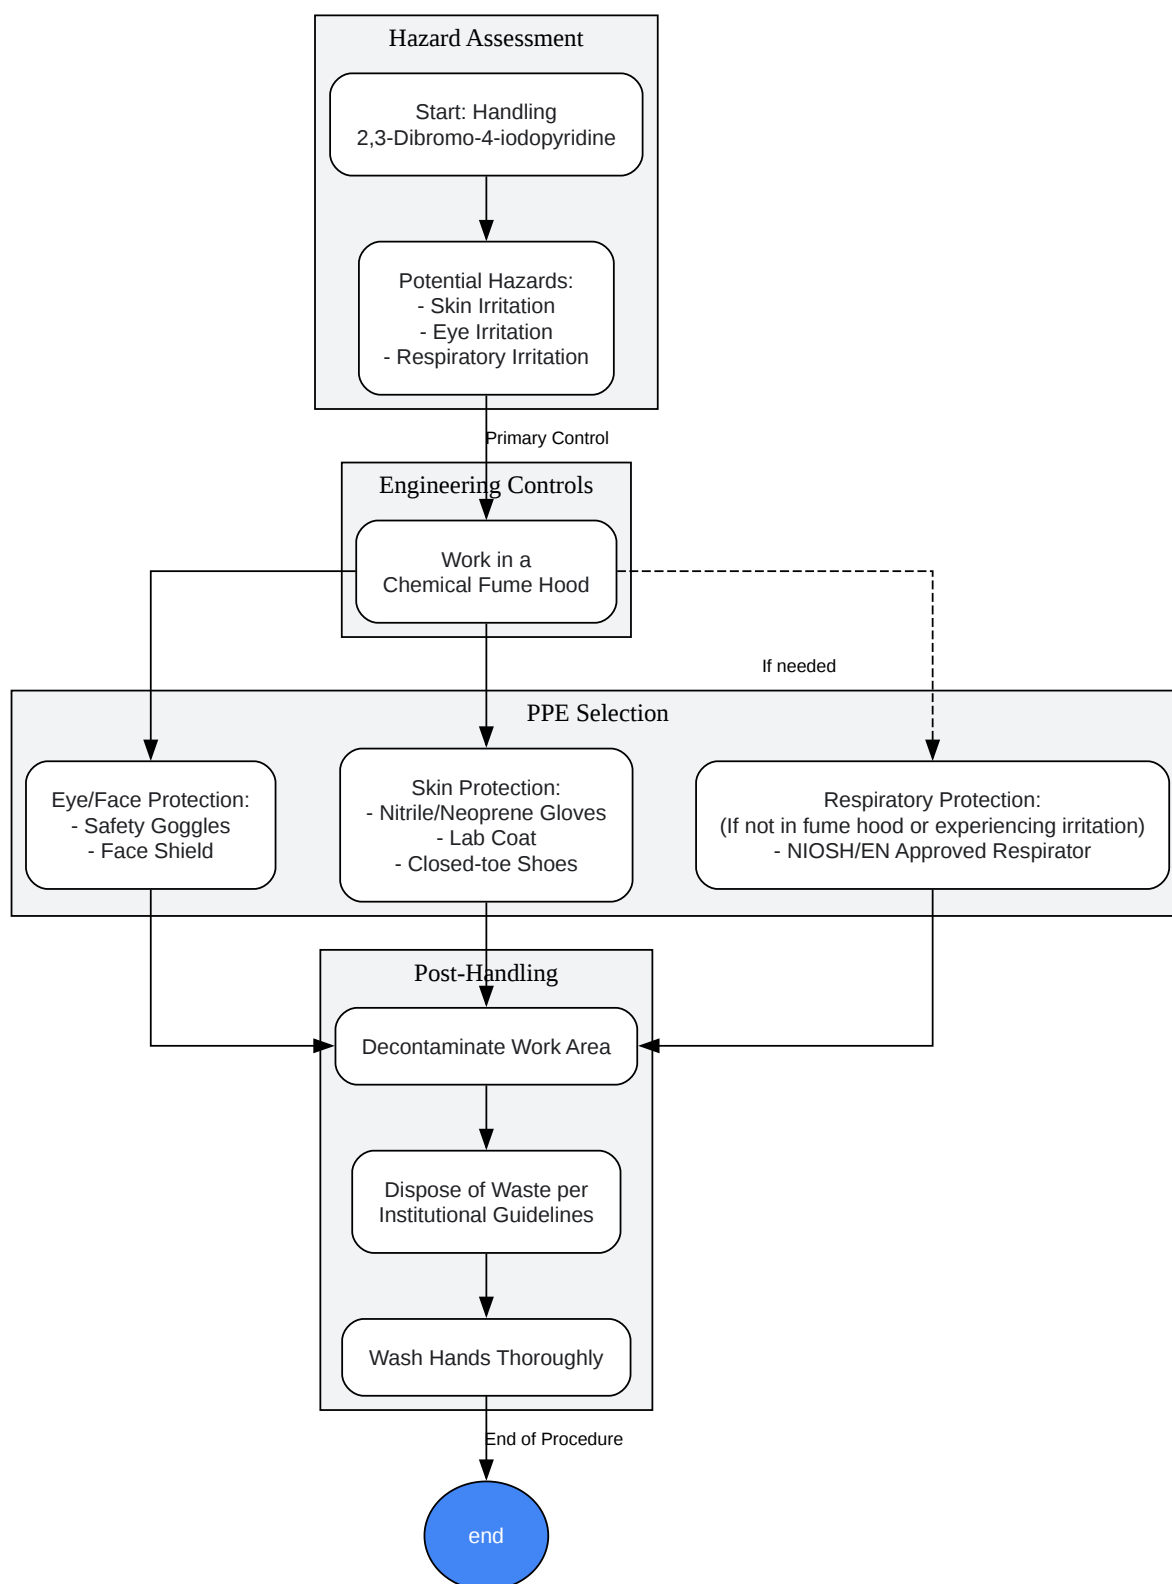 Hazard Assessment
Start: Handling
2,3-Dibromo-4-iodopyridine
Potential Hazards:
- Skin Irritation
- Eye Irritation
- Respiratory Irritation
Primary Control
Engineering Controls
Work in a
Chemical Fume Hood
If needed
PPE Selection
Eye/Face Protection:
- Safety Goggles
- Face Shield
Skin Protection:
- Nitrile/Neoprene Gloves
- Lab Coat
- Closed-toe Shoes
Respiratory Protection:
(If not in fume hood or experiencing irritation)
- NIOSH/EN Approved Respirator
Post-Handling
Decontaminate Work Area
Dispose of Waste per
Institutional Guidelines
Wash Hands Thoroughly
End of Procedure
end